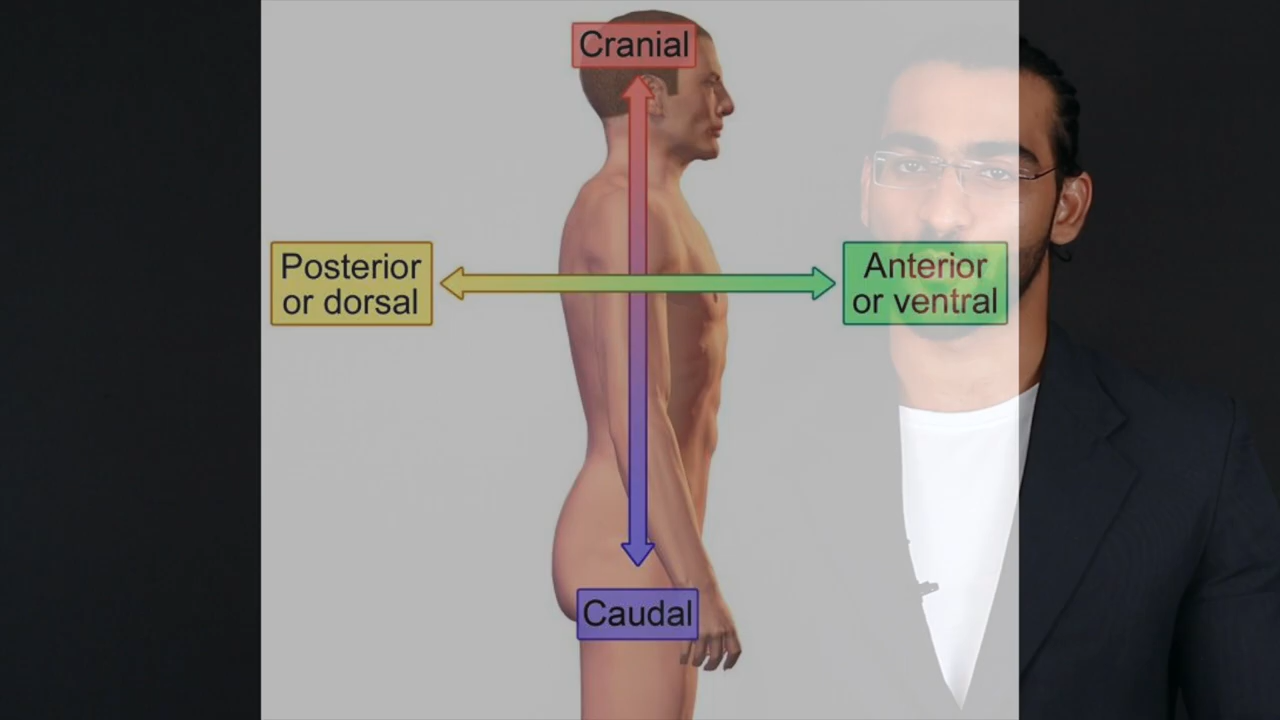 Cranial
Posterior
or dorsal
Anterior
or ventral
Caudal